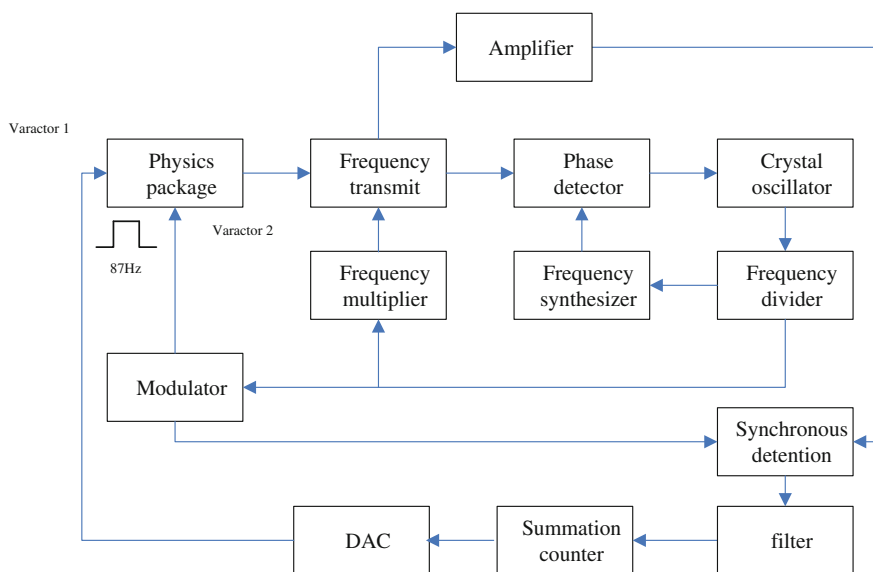 Amplifier
Varactor 1
Physics
package
Frequency
transmit
Phase
detector
Crystal
oscillator
Varactor 2
87Hz
Frequency
multiplier
Frequency
synthesizer
Frequency
divider
Modulator
Synchronous
detention
DAC
Summation
counter
filter